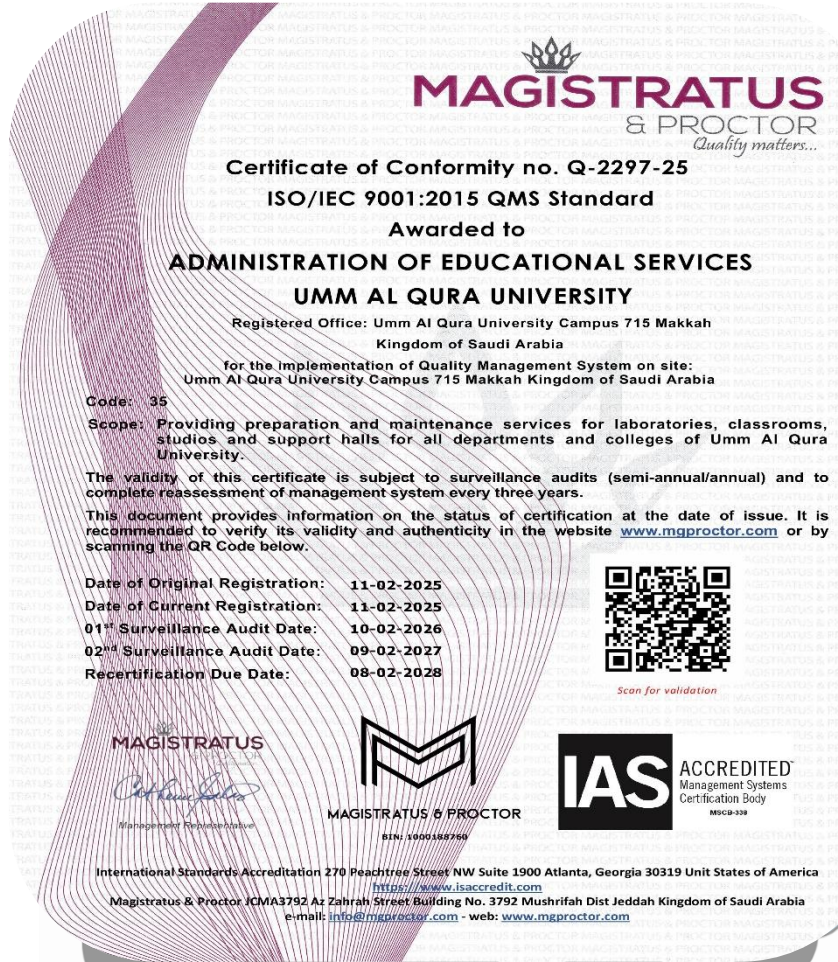 MAGISTRATUS
& PROCTOR
Quality matters...
Certificate of Conformity no. Q-2297-25
ISO/IEC 9001:2015 QMS Standard
Awarded to
ADMINISTRATION OF EDUCATIONAL SERVICES
UMM AL QURA UNIVERSITY
Registered Office: Umm Al Qura University Campus 715 Makkah
Kingdom of Saudi Arabia
for the implementation of Quality Management System on site:
Umm Al Qura University Campus 715 Makkah Kingdom of Saudi Arabia
Code: 35
Scope: Providing preparation and maintenance services for laboratories, classrooms,
studios and support halls for all departments and colleges of Umm Al Qura
University.
The validity of this certificate is subject to surveillance audits (semi-annual/annual) and to
complete reassessment of management system every three years.
This document provides information on the status of certification at the date of issue. It is
recommended to verify its validity and authenticity in the website www.mgproctor.com or by
scanning the QR Code below.
Date of Original Registration: 11-02-2025
Date of Current Registration: 11-02-2025
01st Surveillance Audit Date: 10-02-2026
02nd Surveillance Audit Date: 09-02-2027
Recertification Due Date: 08-02-2028
Scan for validation
MAGISTRATUS
& PROCTOR
Management Representative
MAGISTRATUS & PROCTOR
BIN: 1000188760
IAS ACCREDITED™
Management Systems
Certification Body
MSCB-339
International Standards Accreditation 270 Peachtree Street NW Suite 1900 Atlanta, Georgia 30319 Unit States of America
https://www.isaccredit.com
Magistratus & Proctor JCMA3792 Az Zahrah Street Building No. 3792 Mushrifah Dist Jeddah Kingdom of Saudi Arabia
e-mail: info@mgproctor.com - web: www.mgproctor.com